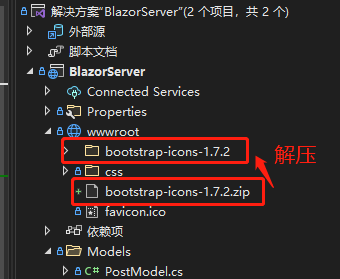 解决方案"BlazorServer"(2 个项目，共 2 个)
外部源
脚本文档
BlazorServer
Connected Services
Properties
wwwroot
bootstrap-icons-1.7.2
解压
css
bootstrap-icons-1.7.2.zip
favicon.ico
依赖项
Models
C# PostModel.cs